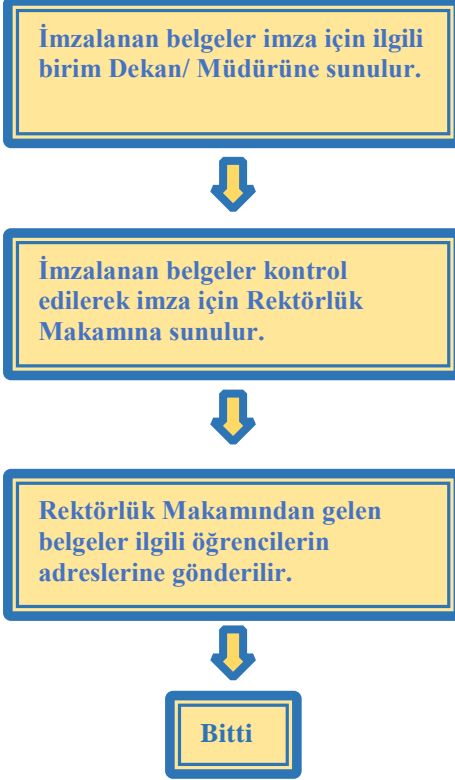 İmzalanan belgeler imza için ilgili
birim Dekan/ Müdürüne sunulur.
İmzalanan belgeler kontrol
edilerek imza için Rektörlük
Makamına sunulur.
Rektörlük Makamından gelen
belgeler ilgili öğrencilerin
adreslerine gönderilir.
Bitti